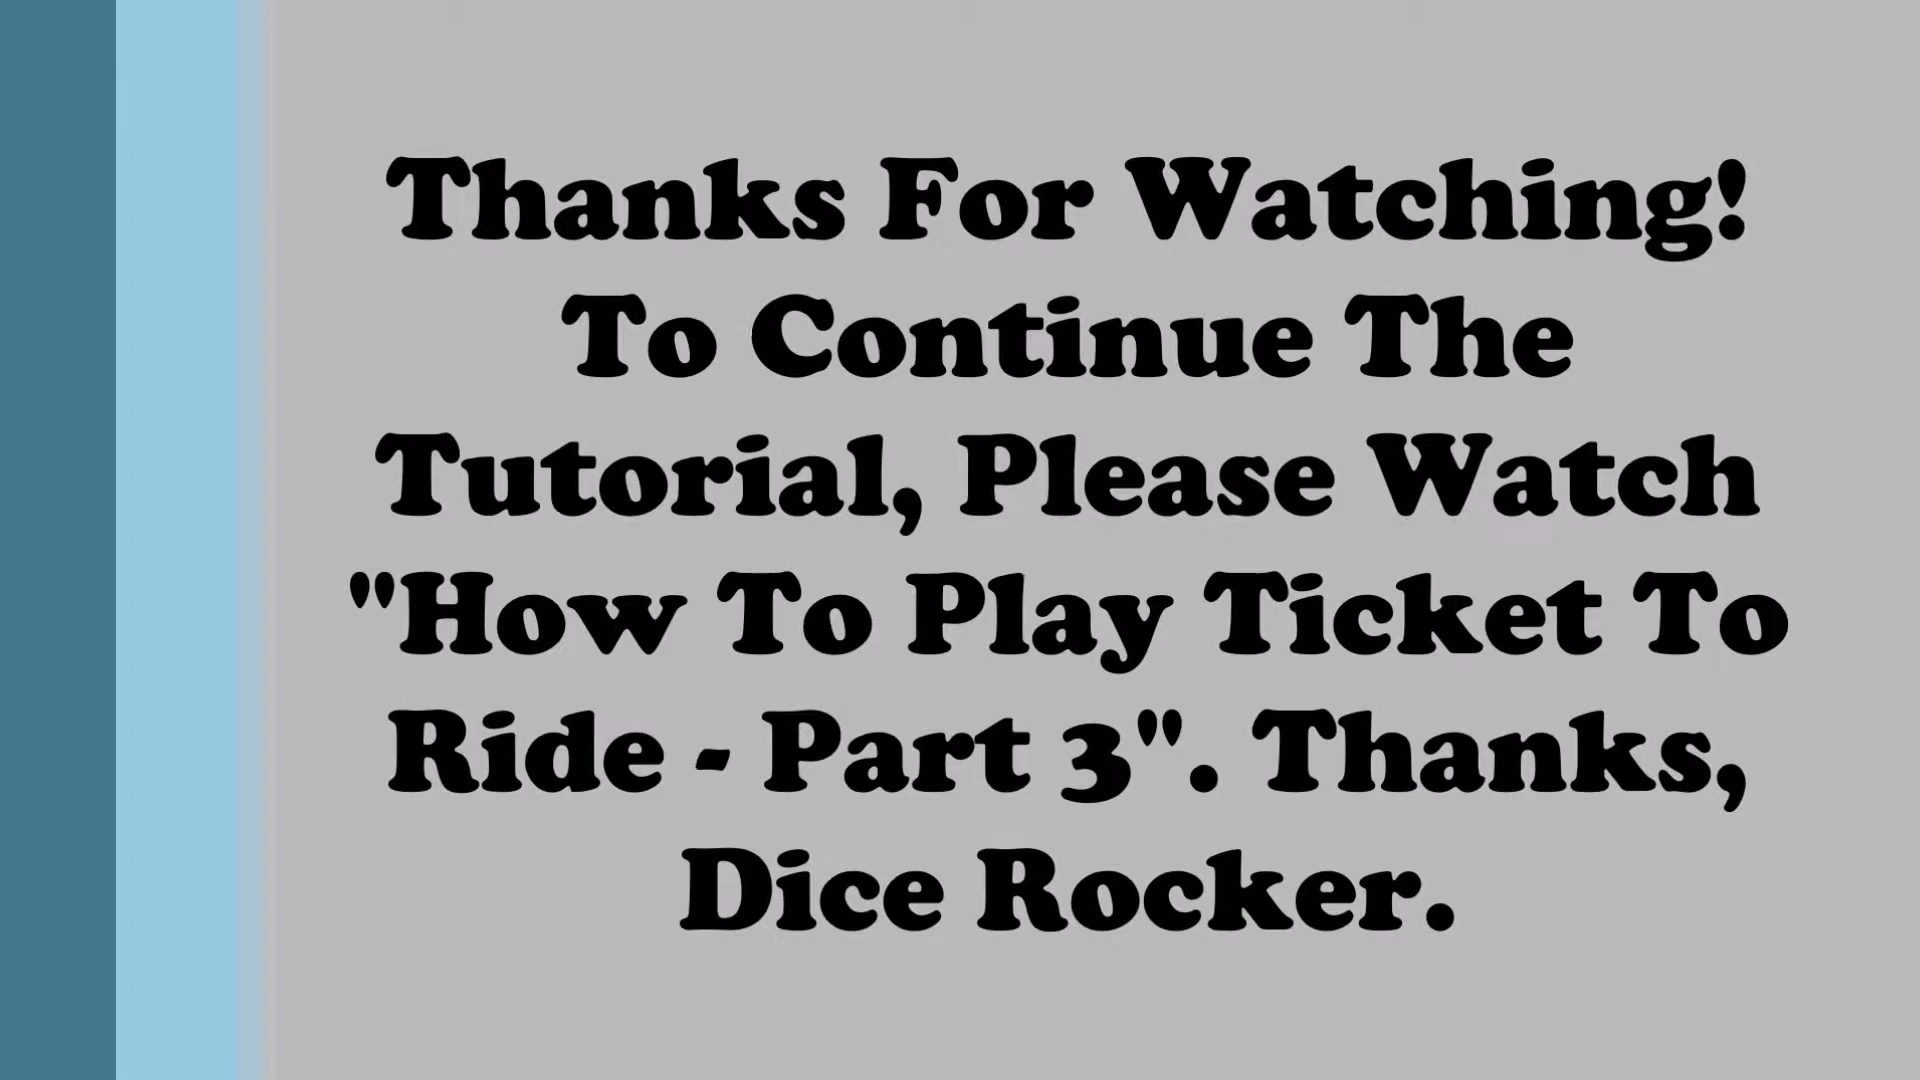 Thanks For Watching!
To Continue The
Tutorial, Please Watch
"How To Play Ticket To
Ride - Part 3". Thanks,
Dice Rocker.